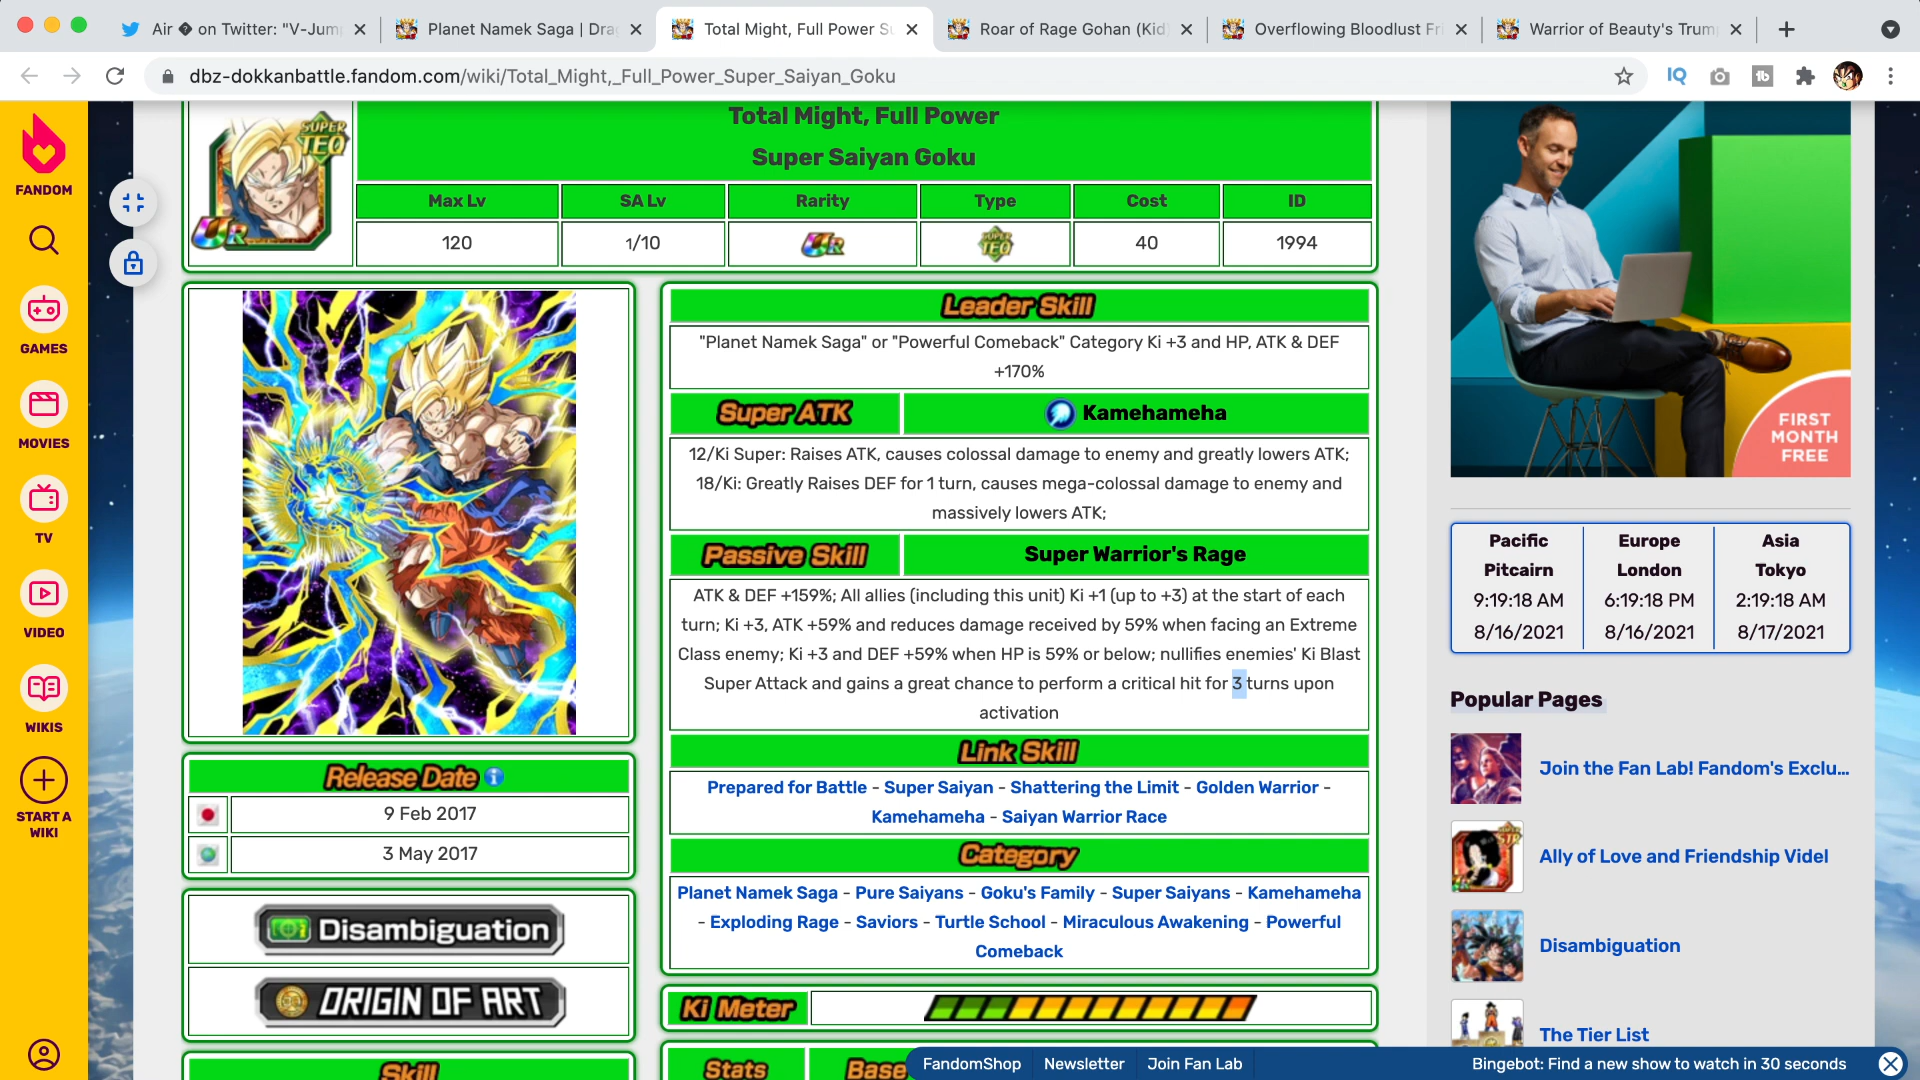 Air � on Twitter: "V-Jum
Planet Namek Saga | Dra
Total Might, Full Power S
Roar of Rage Gohan (Kid
Overflowing Bloodlust Fri
Warrior of Beauty's Trum
dbz-dokkanbattle.fandom.com/wiki/Total_Might,_Full_Power_Super_Saiyan_Goku
IQ
tb
FANDOM
GAMES
MOVIES
TV
VIDEO
WIKIS
START A
WIKI
SUPER
TEQ
UR
Total Might, Full Power
Super Saiyan Goku
Max Lv
SA Lv
Rarity
Type
Cost
ID
120
1/10
UR
SUPER
TEQ
40
1994
Leader Skill
"Planet Namek Saga" or "Powerful Comeback" Category Ki +3 and HP, ATK & DEF
+170%
Super ATK
Kamehameha
12/Ki Super: Raises ATK, causes colossal damage to enemy and greatly lowers ATK;
18/Ki: Greatly Raises DEF for 1 turn, causes mega-colossal damage to enemy and
massively lowers ATK;
Passive Skill
Super Warrior's Rage
ATK & DEF +159%; All allies (including this unit) Ki +1 (up to +3) at the start of each
turn; Ki +3, ATK +59% and reduces damage received by 59% when facing an Extreme
Class enemy; Ki +3 and DEF +59% when HP is 59% or below; nullifies enemies' Ki Blast
Super Attack and gains a great chance to perform a critical hit for 3 turns upon
activation
Link Skill
Prepared for Battle - Super Saiyan - Shattering the Limit - Golden Warrior -
Kamehameha - Saiyan Warrior Race
Category
Planet Namek Saga - Pure Saiyans - Goku's Family - Super Saiyans - Kamehameha
- Exploding Rage - Saviors - Turtle School - Miraculous Awakening - Powerful
Comeback
Ki Meter
Stats
Base
Release Date
9 Feb 2017
3 May 2017
Disambiguation
ORIGIN OF ART
Skill
FIRST
MONTH
FREE
Pacific
Pitcairn
9:19:18 AM
8/16/2021
Europe
London
6:19:18 PM
8/16/2021
Asia
Tokyo
2:19:18 AM
8/17/2021
Popular Pages
Join the Fan Lab! Fandom's Exclu...
Ally of Love and Friendship Videl
Disambiguation
The Tier List
FandomShop
Newsletter
Join Fan Lab
Bingebot: Find a new show to watch in 30 seconds